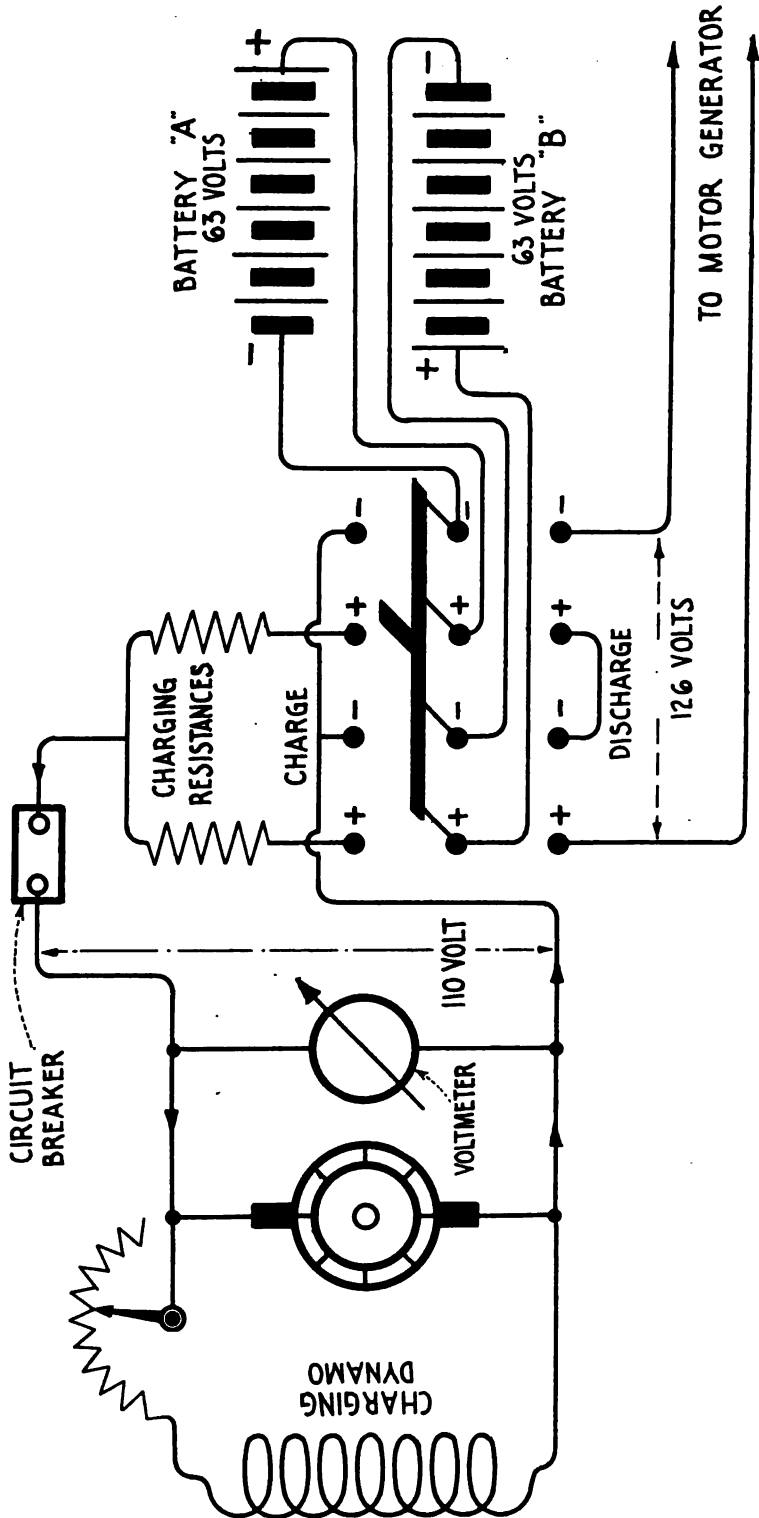 CIRCUIT
BREAKER
CHARGING
RESISTANCES
BATTERY "A"
63 VOLTS
- +
CHARGING
DYNAMO
VOLTMETER
110 VOLT
CHARGE
+ - + -
+ - + -
+ - + -
DISCHARGE
126 VOLTS
+ -
63 VOLTS
BATTERY "B"
TO MOTOR GENERATOR